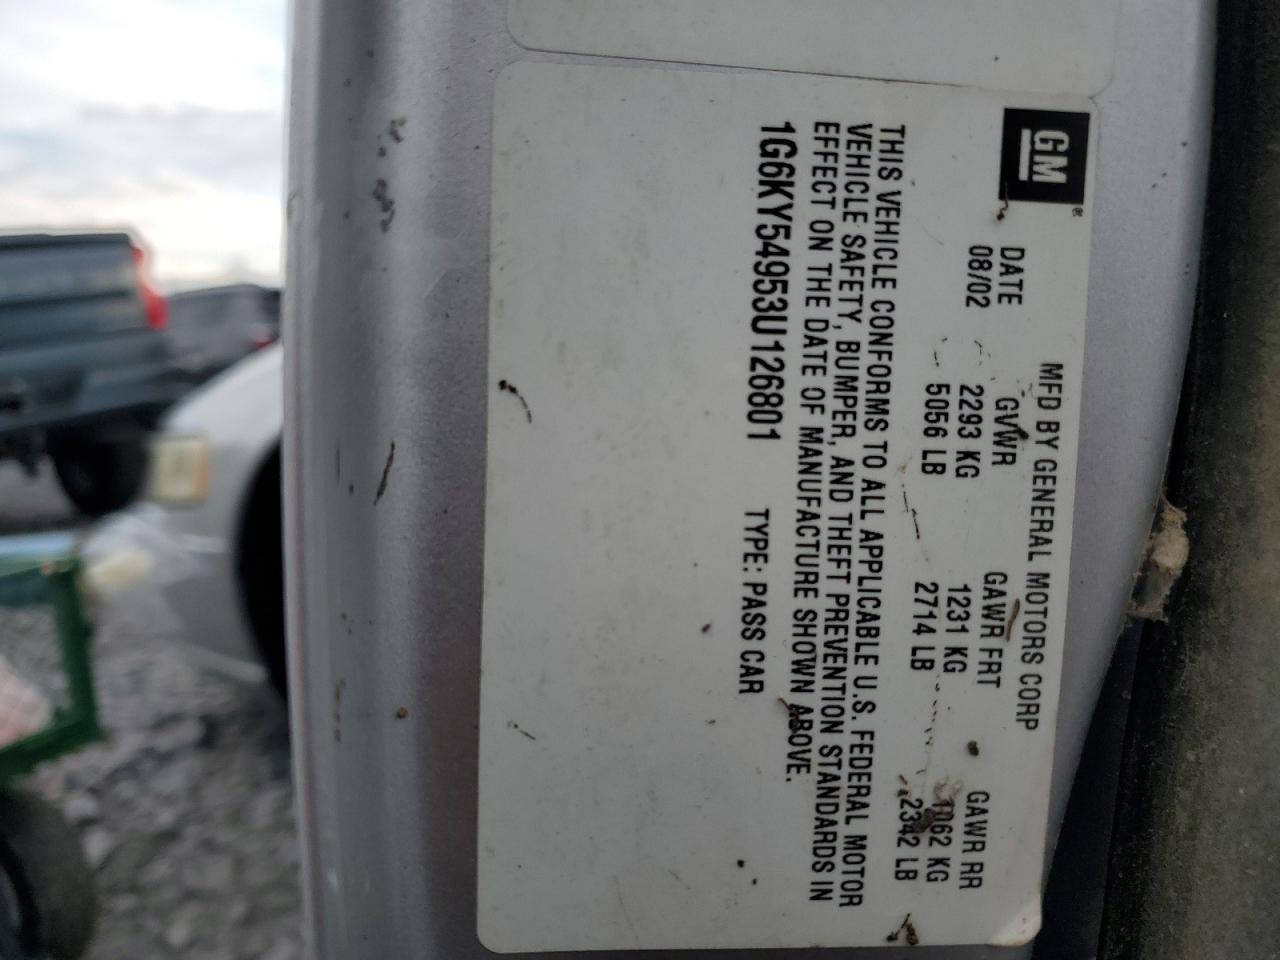 GM®
MFD BY GENERAL MOTORS CORP
DATE GVWR GAWR FRT GAWR RR
08/02 2293 KG 1231 KG 1062 KG
5056 LB 2714 LB 2342 LB
THIS VEHICLE CONFORMS TO ALL APPLICABLE U.S. FEDERAL MOTOR
VEHICLE SAFETY, BUMPER, AND THEFT PREVENTION STANDARDS IN
EFFECT ON THE DATE OF MANUFACTURE SHOWN ABOVE.
1G6KY54953U126801 TYPE: PASS CAR